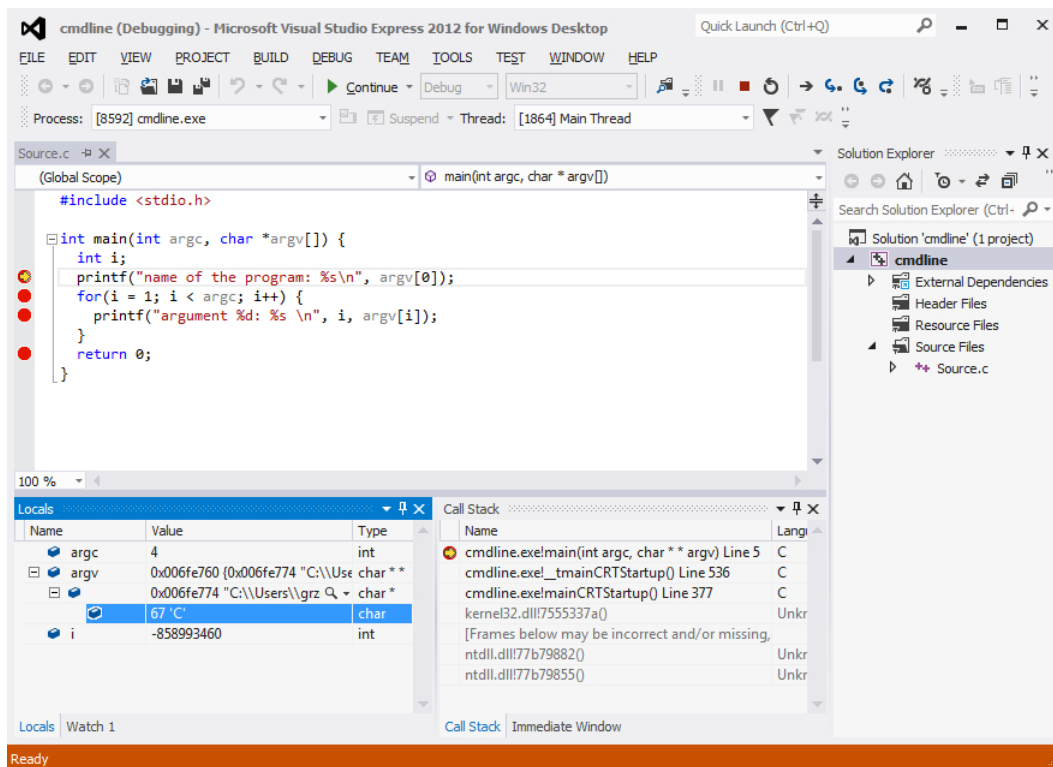 cmdline (Debugging) - Microsoft Visual Studio Express 2012 for Windows Desktop
Quick Launch (Ctrl+Q)
FILE EDIT VIEW PROJECT BUILD DEBUG TEAM TOOLS TEST WINDOW HELP
Continue Debug Win32
Process: [8592] cmdline.exe Suspend Thread: [1864] Main Thread
Source.c
(Global Scope) main(int argc, char * argv[])
#include <stdio.h>
int main(int argc, char *argv[]) {
int i;
printf("name of the program: %s\n", argv[0]);
for(i = 1; i < argc; i++) {
printf("argument %d: %s \n", i, argv[i]);
}
return 0;
}
100 %
Solution Explorer
Search Solution Explorer (Ctrl-
Solution 'cmdline' (1 project)
cmdline
External Dependencies
Header Files
Resource Files
Source Files
Source.c
Locals
Name Value Type
argc 4 int
argv 0x006fe760 {0x006fe774 "C:\\Use char * *
0x006fe774 "C:\\Users\\grz char *
67 'C' char
i -858993460 int
Locals Watch 1
Call Stack
Name Langu
cmdline.exe!main(int argc, char * * argv) Line 5 C
cmdline.exe!__tmainCRTStartup() Line 536 C
cmdline.exe!mainCRTStartup() Line 377 C
kernel32.dll!7555337a() Unkr
[Frames below may be incorrect and/or missing,
ntdll.dll!77b79882() Unkr
ntdll.dll!77b79855() Unkr
Call Stack Immediate Window
Ready